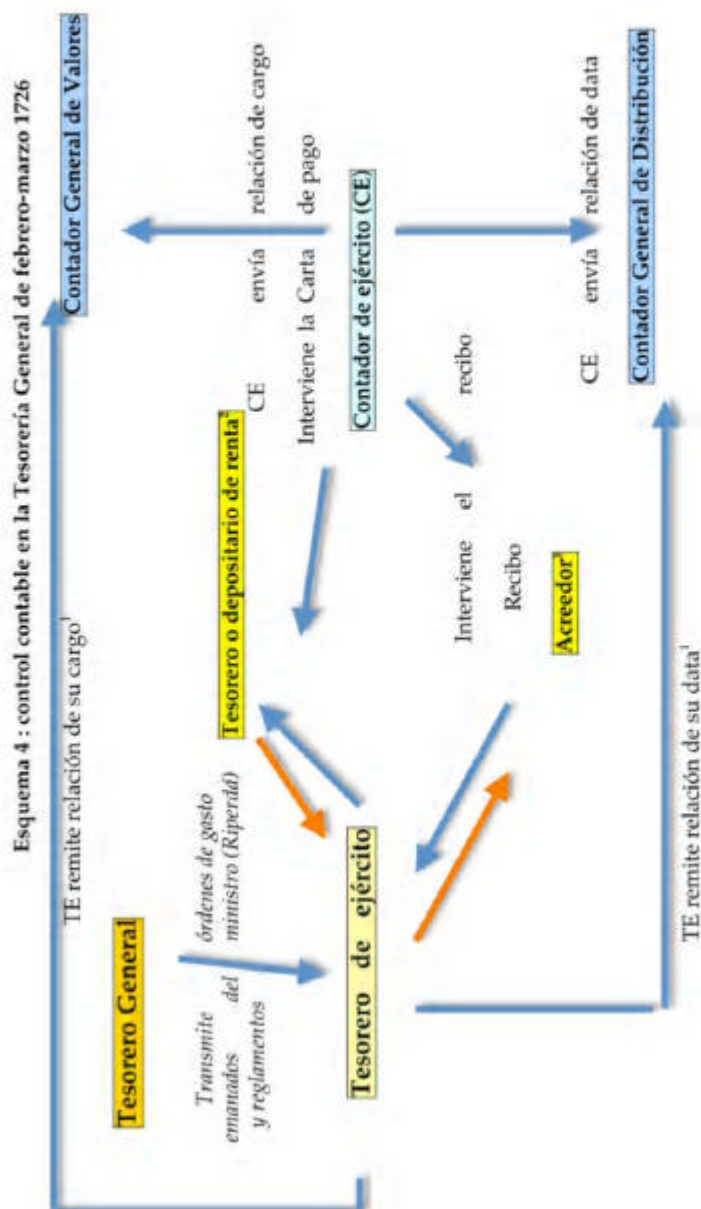 Esquema 4 : control contable en la Tesorería General de febrero-marzo 1726
TE remite relación de su cargo¹
Tesorero General
Contador General de Valores
Transmite órdenes de gasto
emanados del ministro (Riperdá)
y reglamentos
Tesorero o depositario de renta²
CE envía relación de cargo
Interviene la Carta de pago
Tesorero de ejército
Contador de ejército (CE)
Interviene el recibo
Recibo
Acreedor³
CE envía relación de data
Contador General de Distribución
TE remite relación de su data¹